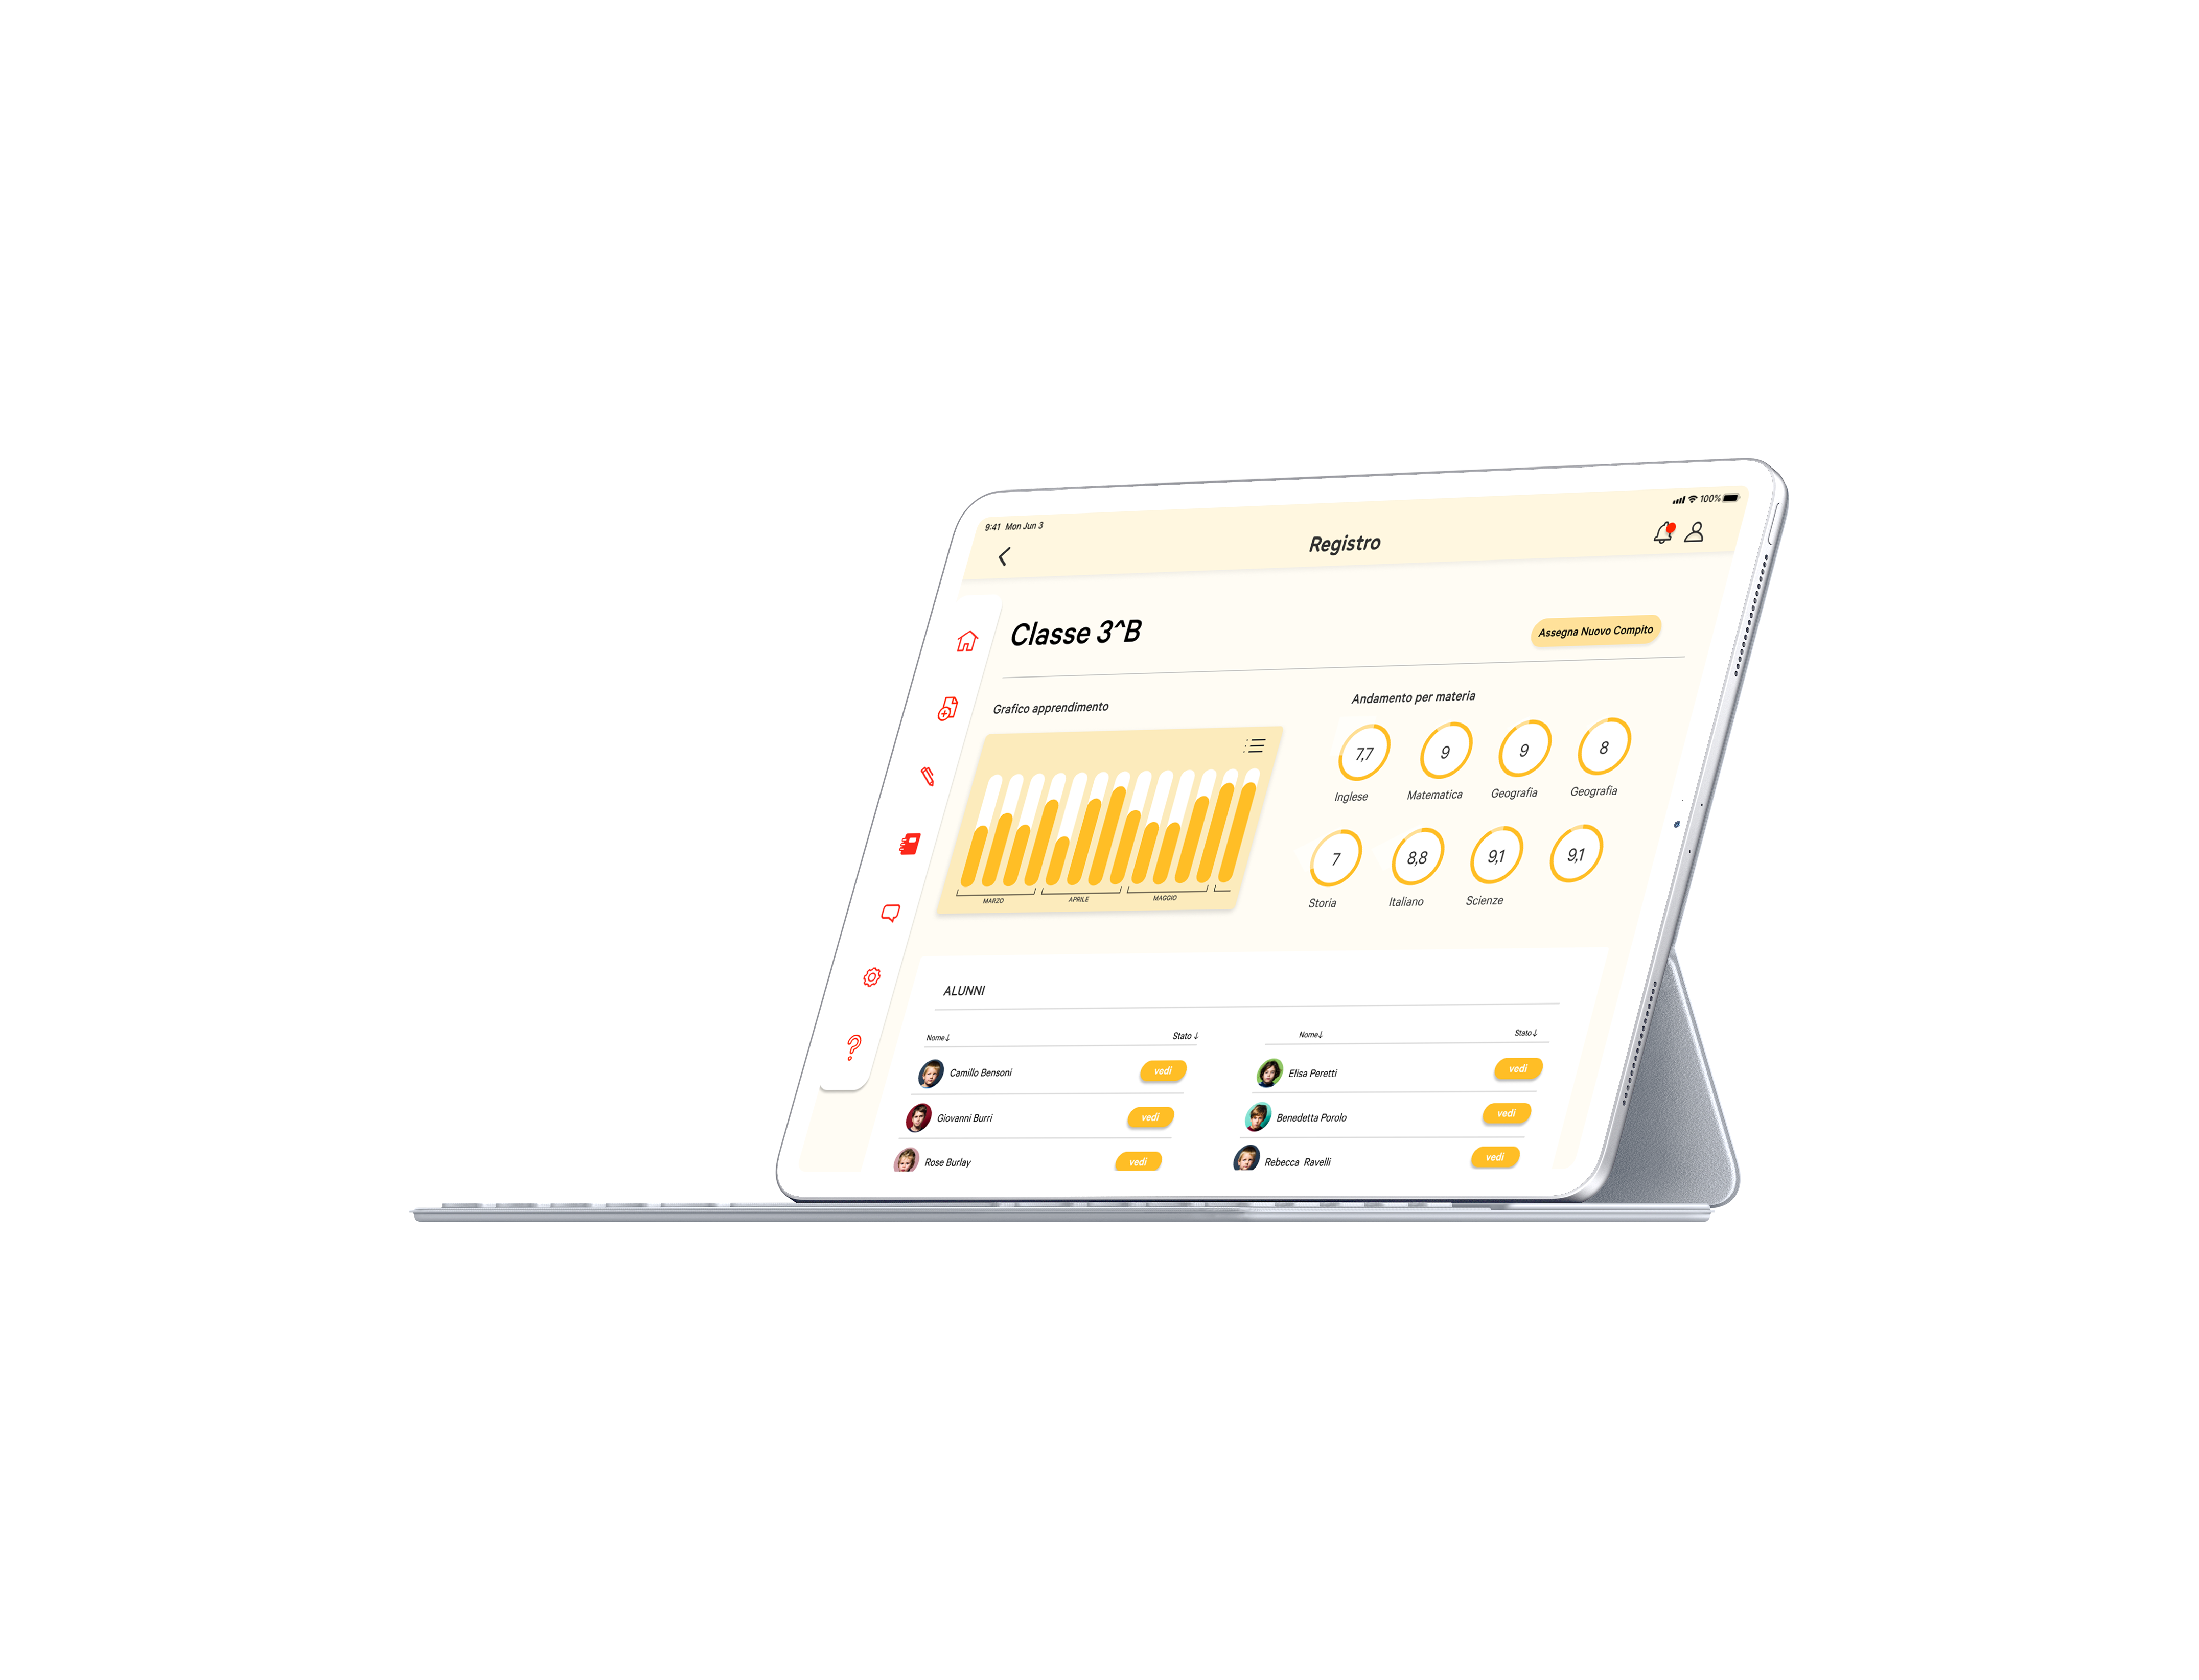 9:41 Mon Jun 3
100%
Registro
Classe 3^B
Assegna Nuovo Compito
Grafico apprendimento
MARZO
APRILE
MAGGIO
Andamento per materia
7,7
9
9
8
Inglese
Matematica
Geografia
Geografia
7
8,8
9,1
9,1
Storia
Italiano
Scienze
ALUNNI
Nome↓
Stato ↓
Nome↓
Stato↓
Camillo Bensoni
vedi
Elisa Peretti
vedi
Giovanni Burri
vedi
Benedetta Porolo
vedi
Rose Burlay
vedi
Rebecca Ravelli
vedi